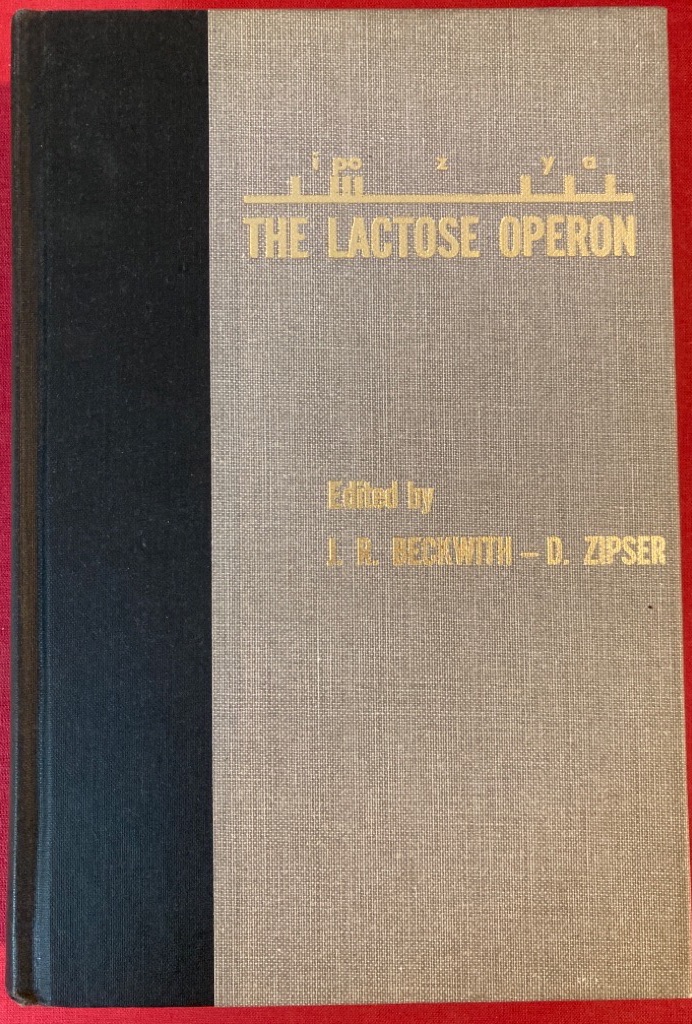 i po z y a
THE LACTOSE OPERON
Edited by
J. R. BECKWITH – D. ZIPSER